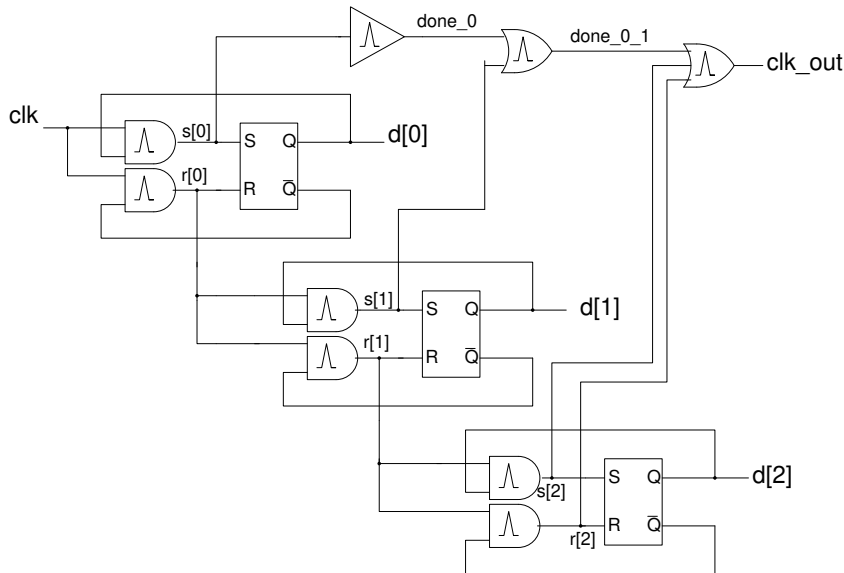 done_0
done_0_1
clk_out
clk
s[0]
S
Q
d[0]
r[0]
R
Q̅
s[1]
S
Q
d[1]
r[1]
R
Q̅
s[2]
S
Q
d[2]
r[2]
R
Q̅